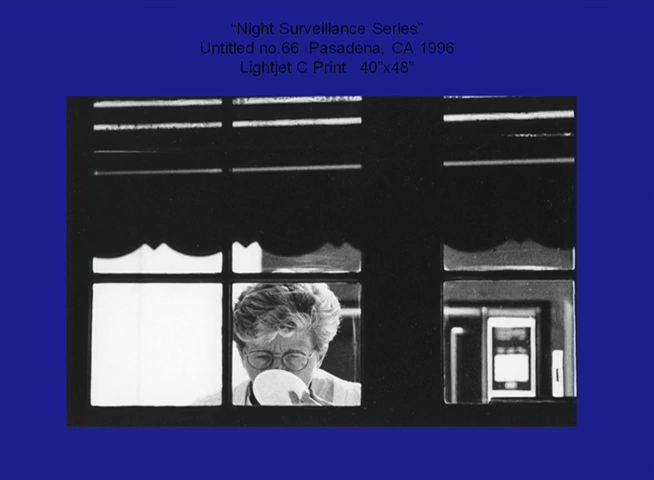 “Night Surveillance Series”
Untitled no.66  Pasadena, CA 1996
Lightjet C Print   40”x48”